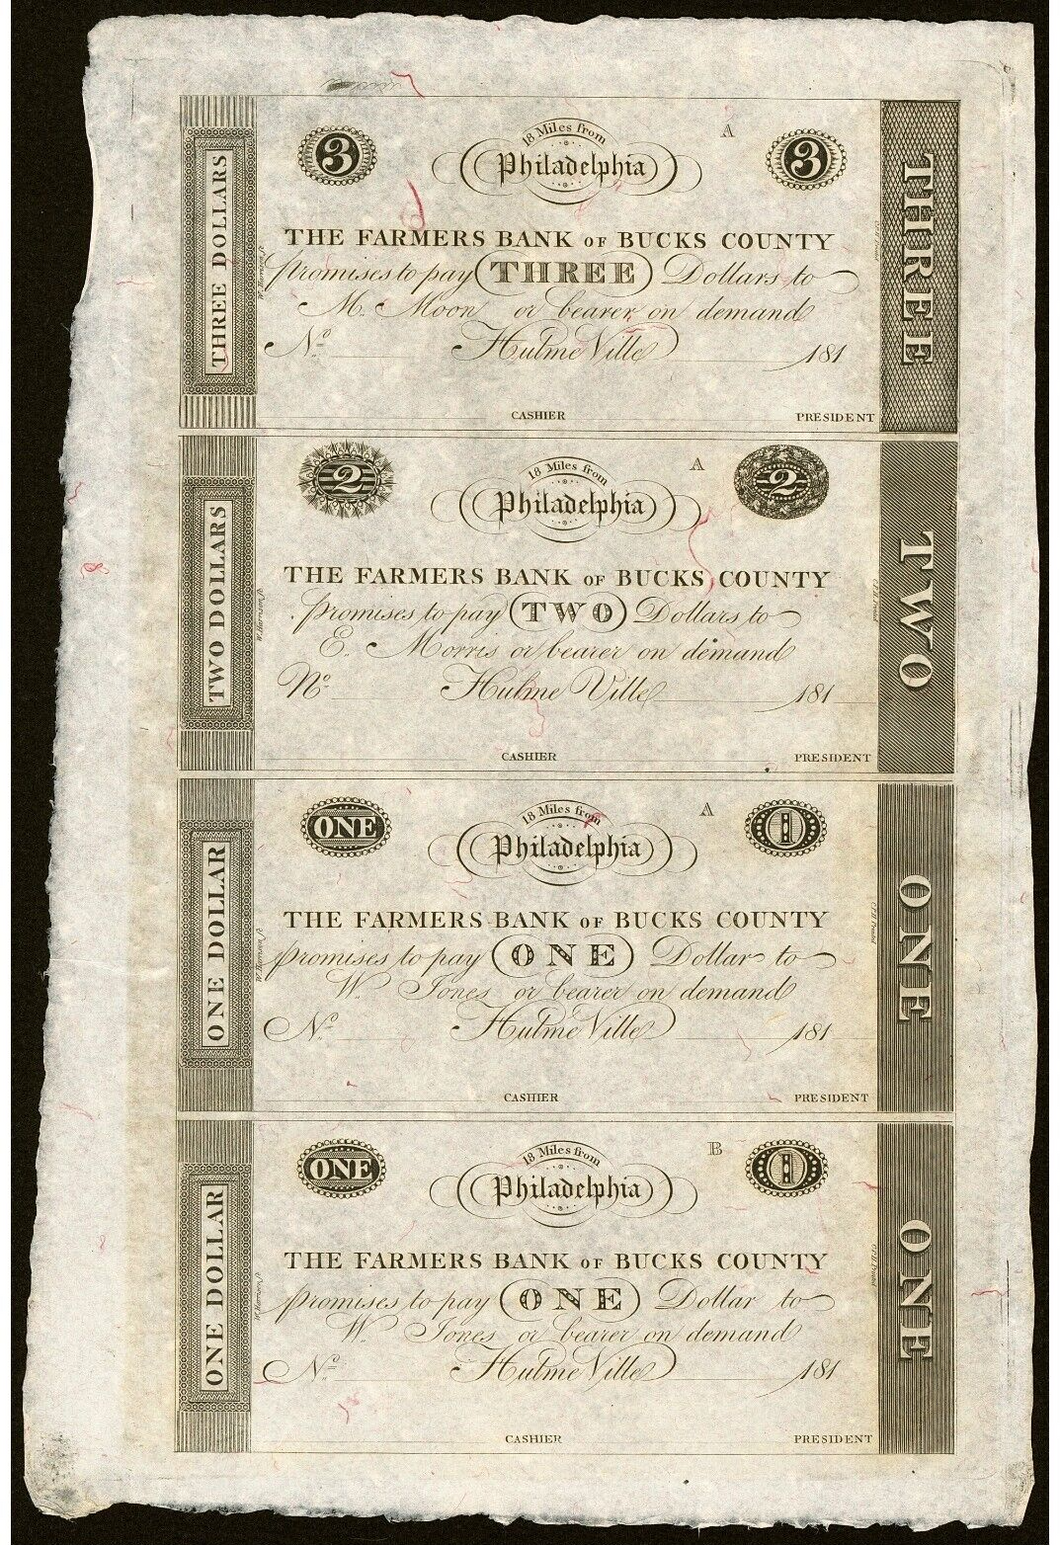 THREE DOLLARS
3
18 Miles from
Philadelphia
A
3
THREE
THE FARMERS BANK OF BUCKS COUNTY
promises to pay THREE Dollars to
M. Moon or bearer on demand
No. HulmeVille 181
CASHIER PRESIDENT
TWO DOLLARS
2
18 Miles from
Philadelphia
A
2
TWO
THE FARMERS BANK OF BUCKS COUNTY
promises to pay TWO Dollars to
E. Morris or bearer on demand
No. Hulme Ville 181
CASHIER PRESIDENT
ONE DOLLAR
ONE
18 Miles from
Philadelphia
A
1
ONE
THE FARMERS BANK OF BUCKS COUNTY
promises to pay ONE Dollar to
W. Jones or bearer on demand
No. HulmeVille 181
CASHIER PRESIDENT
ONE DOLLAR
ONE
18 Miles from
Philadelphia
B
1
ONE
THE FARMERS BANK OF BUCKS COUNTY
promises to pay ONE Dollar to
W. Jones or bearer on demand
No. HulmeVille 181
CASHIER PRESIDENT